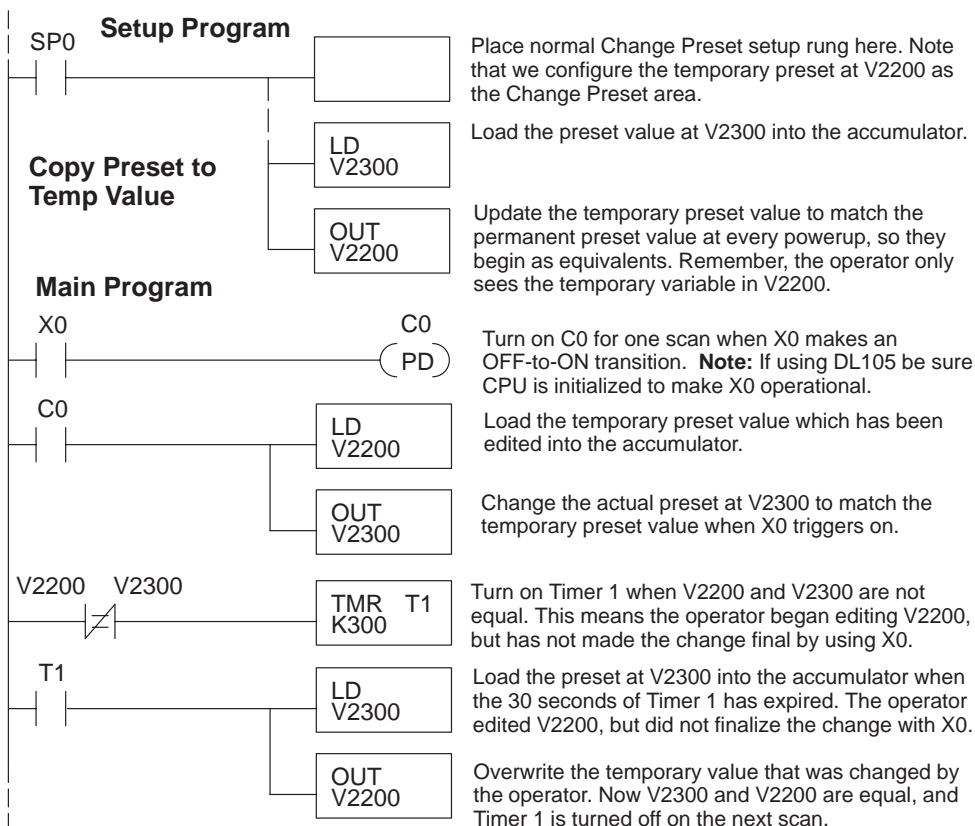 Setup Program
SP0
Place normal Change Preset setup rung here. Note
that we configure the temporary preset at V2200 as
the Change Preset area.
LD
V2300
Load the preset value at V2300 into the accumulator.
Copy Preset to
Temp Value
OUT
V2200
Update the temporary preset value to match the
permanent preset value at every powerup, so they
begin as equivalents. Remember, the operator only
sees the temporary variable in V2200.
Main Program
X0
C0
PD
Turn on C0 for one scan when X0 makes an
OFF-to-ON transition. Note: If using DL105 be sure
CPU is initialized to make X0 operational.
C0
LD
V2200
Load the temporary preset value which has been
edited into the accumulator.
OUT
V2300
Change the actual preset at V2300 to match the
temporary preset value when X0 triggers on.
V2200 V2300
=
TMR T1
K300
Turn on Timer 1 when V2200 and V2300 are not
equal. This means the operator began editing V2200,
but has not made the change final by using X0.
T1
LD
V2300
Load the preset at V2300 into the accumulator when
the 30 seconds of Timer 1 has expired. The operator
edited V2200, but did not finalize the change with X0.
OUT
V2200
Overwrite the temporary value that was changed by
the operator. Now V2300 and V2200 are equal, and
Timer 1 is turned off on the next scan.